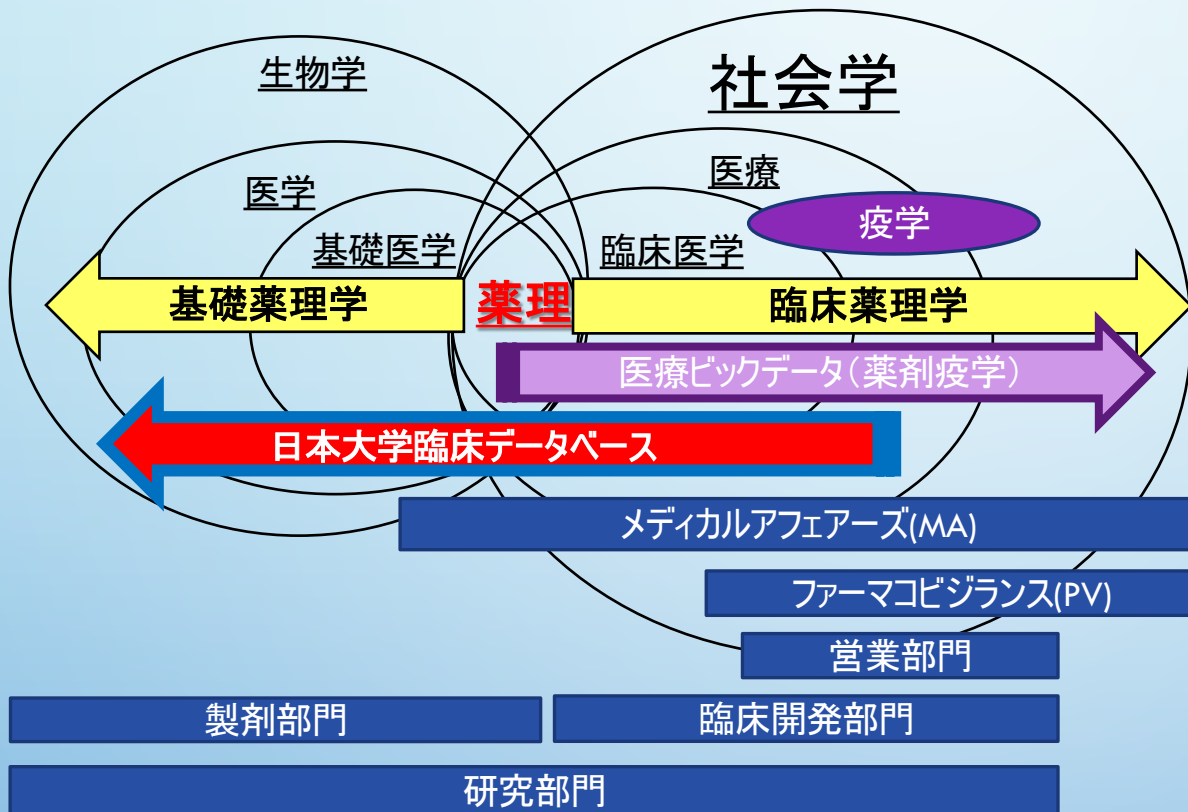 生物学
社会学
医学
医療
疫学
基礎医学
臨床医学
基礎薬理学
薬理
臨床薬理学
医療ビックデータ（薬剤疫学）
日本大学臨床データベース
メディカルアフェアーズ(MA)
ファーマコビジランス(PV)
営業部門
製剤部門
臨床開発部門
研究部門